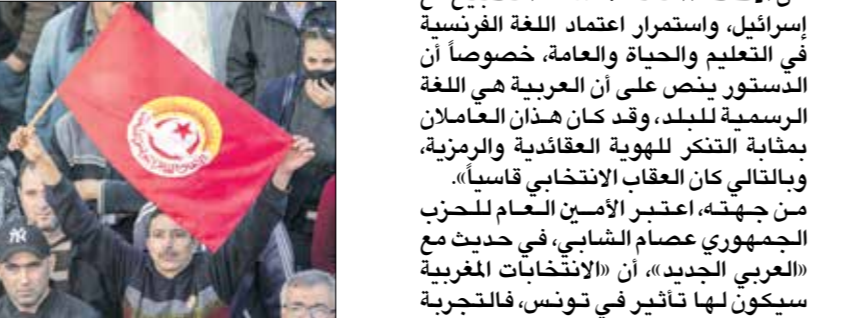 إسرائيل، واستمرار اعتماد اللغة الفرنسية
في التعليم والحياة والعامة، خصوصاً أن
الدستور ينص على أن العربية هي اللغة
الرسمية للبلد، وقد كان هذان العاملان
بمثابة التنكر للهوية العقائدية والرمزية،
وبالتالي كان العقاب الانتخابي قاسياً».
من جهته، اعتبر الأمين العام للحزب
الجمهوري عصام الشابي، في حديث مع
«العربي الجديد»، أن «الانتخابات المغربية
سيكون لها تأثير في تونس، فالتجربة